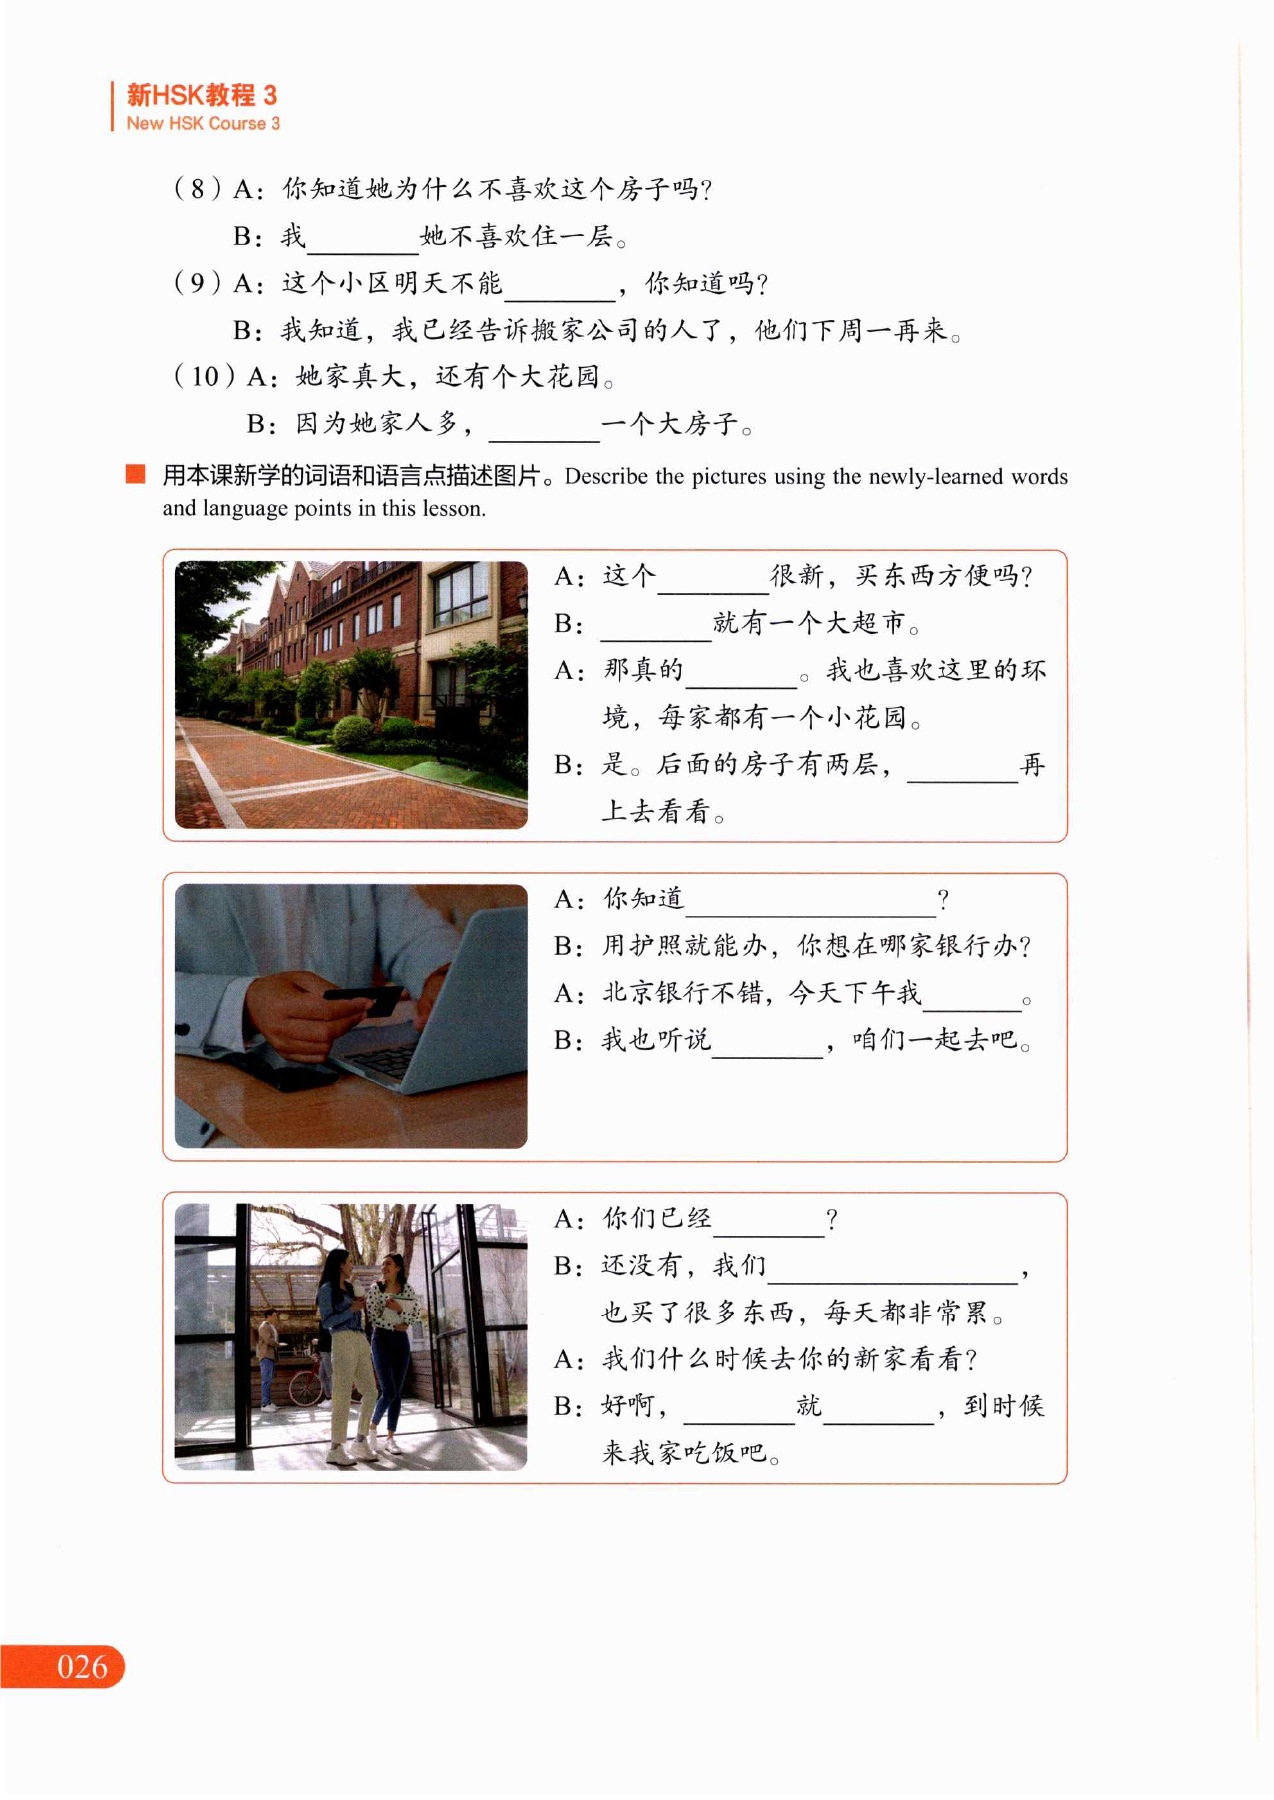 新HSK教程 3
New HSK Course 3
（8）A：你知道她为什么不喜欢这个房子吗？
B：我________她不喜欢住一层。
（9）A：这个小区明天不能________，你知道吗？
B：我知道，我已经告诉搬家公司的人了，他们下周一再来。
（10）A：她家真大，还有个大花园。
B：因为她家人多，________一个大房子。
用本课新学的词语和语言点描述图片。Describe the pictures using the newly-learned words
and language points in this lesson.
A：这个________很新，买东西方便吗？
B：________就有一个大超市。
A：那真的________。我也喜欢这里的环
境，每家都有一个小花园。
B：是。后面的房子有两层，________再
上去看看。
A：你知道__________________？
B：用护照就能办，你想在哪家银行办？
A：北京银行不错，今天下午我_______。
B：我也听说________，咱们一起去吧。
A：你们已经________？
B：还没有，我们__________________，
也买了很多东西，每天都非常累。
A：我们什么时候去你的新家看看？
B：好啊，________就________，到时候
来我家吃饭吧。
026